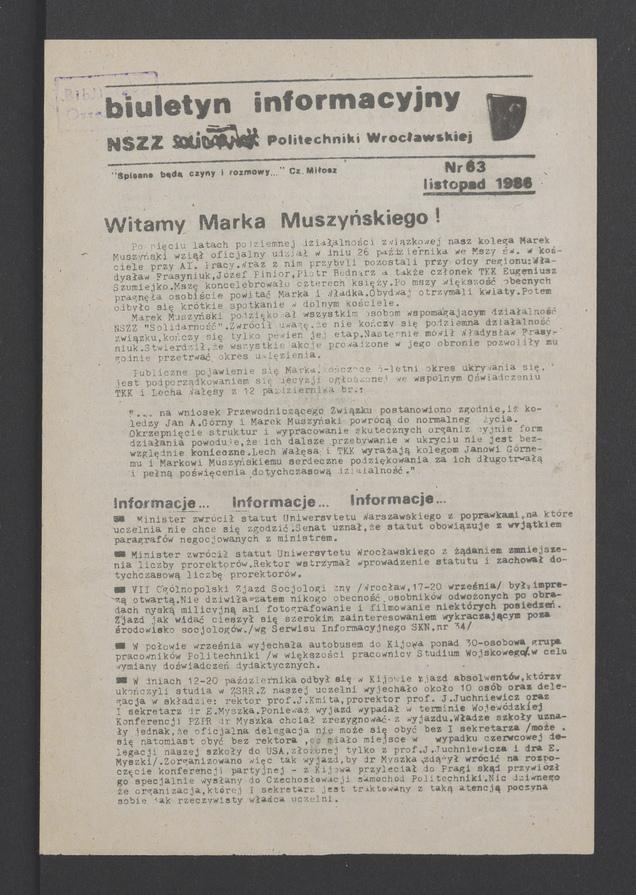 biuletyn informacyjny
NSZZ Solidarność Politechniki Wrocławskiej
"Spisane będą czyny i rozmowy..." Cz. Miłosz
Nr 63
listopad 1986
Witamy Marka Muszyńskiego!
Po pięciu latach podziemnej działalności związkowej nasz kolega Marek
Muszyński wziął oficjalny udział w dniu 26 października we Mszy św. w koś-
ciele przy Al. Pracy.Wraz z nim przybyli pozostali przywódcy regionu:Wła-
dysław Frasyniuk,Józef Pinior,Piotr Bednarz a także członek TKK Eugeniusz
Szumiejko.Mszę koncelebrowało czterech księży.Po mszy większość obecnych
pragnęła osobiście powitać Marka i Władka.Obydwaj otrzymali kwiaty.Potem
odbyło się krótkie spotkanie w dolnym kościele.
Marek Muszyński podziękował wszystkim osobom wspomagającym działalność
NSZZ "Solidarność".Zwrócił uwagę,że nie kończy się podziemna działalność
związku,kończy się tylko pewien jej etap.Następnie mówił Władysław Frasy-
niuk.Stwierdził,że wszystkie akcje prowadzone w jego obronie pozwoliły mu
godnie przetrwać okres uwięzienia.
Publiczne pojawienie się Marka,kończące 5-letni okres ukrywania się,
jest podporządkowaniem się decyzji ogłoszonej we wspólnym Oświadczeniu
TKK i Lecha Wałęsy z 12 października br.:
"... na wniosek Przewodniczącego Związku postanowiono zgodnie,iż ko-
ledzy Jan A.Górny i Marek Muszyński powrócą do normalnego życia.
Okrzepnięcie struktur i wypracowanie skutecznych organizacyjnie form
działania powoduje,że ich dalsze przebywanie w ukryciu nie jest bez-
względnie konieczne.Lech Wałęsa i TKK wyrażają kolegom Janowi Górne-
mu i Markowi Muszyńskiemu serdeczne podziękowania za ich długotrwałą
i pełną poświęcenia dotychczasową działalność."
Informacje... Informacje... Informacje...
Minister zwrócił statut Uniwersytetu Warszawskiego z poprawkami,na które
uczelnia nie chce się zgodzić.Senat uznał,że statut obowiązuje z wyjątkiem
paragrafów negocjowanych z ministrem.
Minister zwrócił statut Uniwersytetu Wrocławskiego z żądaniem zmniejsze-
nia liczby prorektorów.Rektor wstrzymał wprowadzenie statutu i zachował do-
tychczasową liczbę prorektorów.
VII Ogólnopolski Zjazd Socjologiczny /Wrocław,17-20 września/ był impre-
zą otwartą.Nie dziwiła zatem nikogo obecność osobników odwożonych po obra-
dach nyską milicyjną ani fotografowanie i filmowanie niektórych posiedzeń.
Zjazd jak widać cieszył się szerokim zainteresowaniem wykraczającym poza
środowisko socjologów./wg Serwisu Informacyjnego SKN,nr 34/
W połowie września wyjechała autobusem do Kijowa ponad 30-osobowa grupa
pracowników Politechniki /w większości pracownicy Studium Wojskowego/,w celu
wymiany doświadczeń dydaktycznych.
W dniach 12-20 października odbył się w Kijowie zjazd absolwentów,którzy
ukończyli studia w ZSRR.Z naszej uczelni wyjechało około 10 osób oraz dele-
gacja w składzie: rektor prof.J.Kmita,prorektor prof. J.Juchniewicz oraz
I sekretarz dr E.Myszka.Ponieważ wyjazd wypadał w terminie Wojewódzkiej
Konferencji PZPR dr Myszka chciał zrezygnować z wyjazdu.Władze szkoły uzna-
ły jednak,że oficjalna delegacja nie może się obyć bez I sekretarza /może
się natomiast obyć bez rektora ,co miało miejsce w wypadku czerwcowej de-
legacji naszej szkoły do USA,złożonej tylko z prof.J.Juchniewicza i dra E.
Myszki/.Zorganizowano więc tak wyjazd,by dr Myszka zdążył wrócić na rozpo-
częcie konferencji partyjnej - z Kijowa przyleciał do Pragi skąd przywiózł
go specjalnie wysłany do Czechosłowacji samochód Politechniki.Nic dziwnego
że organizacja,której I sekretarz jest traktowany z taką atencją poczyna
sobie jak rzeczywisty władca uczelni.